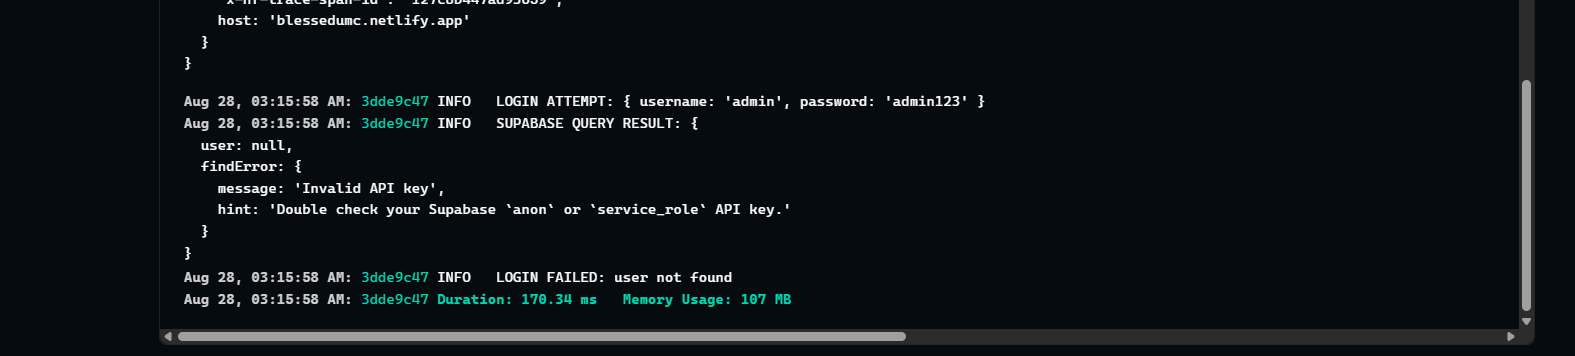 host: 'blessedumc.netlify.app'
}
}
Aug 28, 03:15:58 AM: 3dde9c47 INFO LOGIN ATTEMPT: { username: 'admin', password: 'admin123' }
Aug 28, 03:15:58 AM: 3dde9c47 INFO SUPABASE QUERY RESULT: {
user: null,
findError: {
message: 'Invalid API key',
hint: 'Double check your Supabase `anon` or `service_role` API key.'
}
}
Aug 28, 03:15:58 AM: 3dde9c47 INFO LOGIN FAILED: user not found
Aug 28, 03:15:58 AM: 3dde9c47 Duration: 170.34 ms Memory Usage: 107 MB